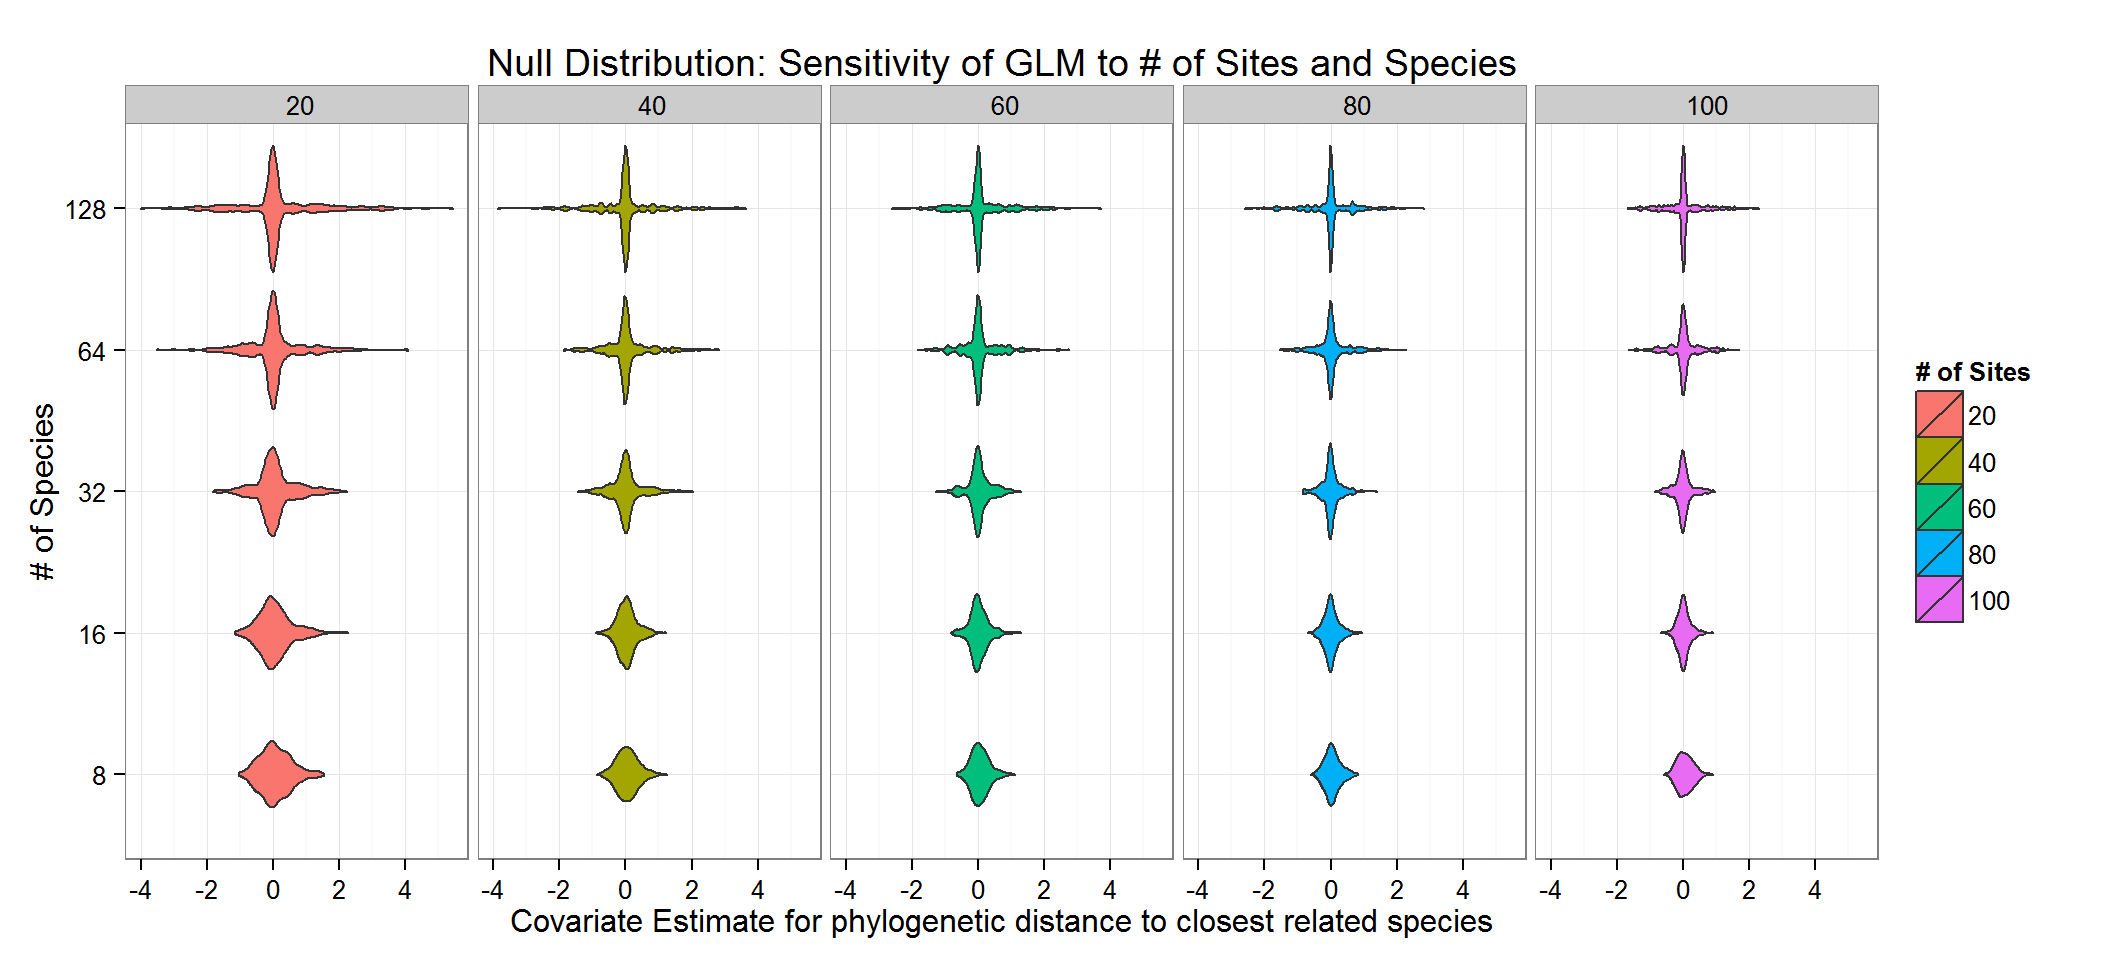 Null Distribution: Sensitivity of GLM to # of Sites and Species
20 40 60 80 100
128
64
32
16
8
# of Species
-4 -2 0 2 4 -4 -2 0 2 4 -4 -2 0 2 4 -4 -2 0 2 4 -4 -2 0 2 4
Covariate Estimate for phylogenetic distance to closest related species
# of Sites
20
40
60
80
100